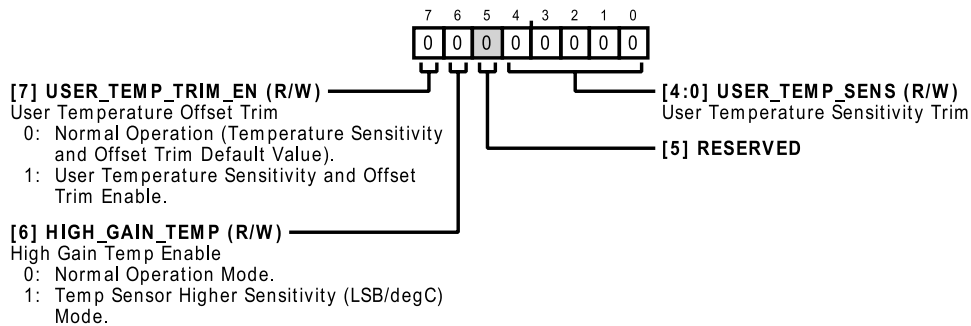 7 6 5 4 3 2 1 0
0 0 0 0 0 0 0 0
[7] USER_TEMP_TRIM_EN (R/W)
User Temperature Offset Trim
0: Normal Operation (Temperature Sensitivity
and Offset Trim Default Value).
1: User Temperature Sensitivity and Offset
Trim Enable.
[6] HIGH_GAIN_TEMP (R/W)
High Gain Temp Enable
0: Normal Operation Mode.
1: Temp Sensor Higher Sensitivity (LSB/degC)
Mode.
[4:0] USER_TEMP_SENS (R/W)
User Temperature Sensitivity Trim
[5] RESERVED